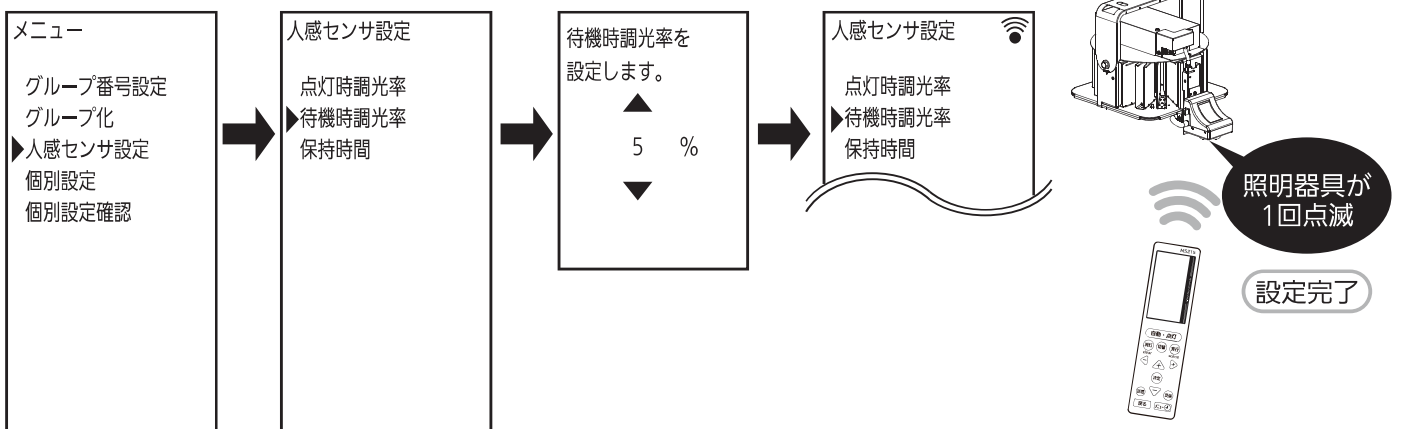 メニュー
グループ番号設定
グループ化
人感センサ設定
個別設定
個別設定確認
人感センサ設定
点灯時調光率
待機時調光率
保持時間
待機時調光率を
設定します。
5 %
人感センサ設定
点灯時調光率
待機時調光率
保持時間
照明器具が
1回点滅
設定完了
自動・点灯